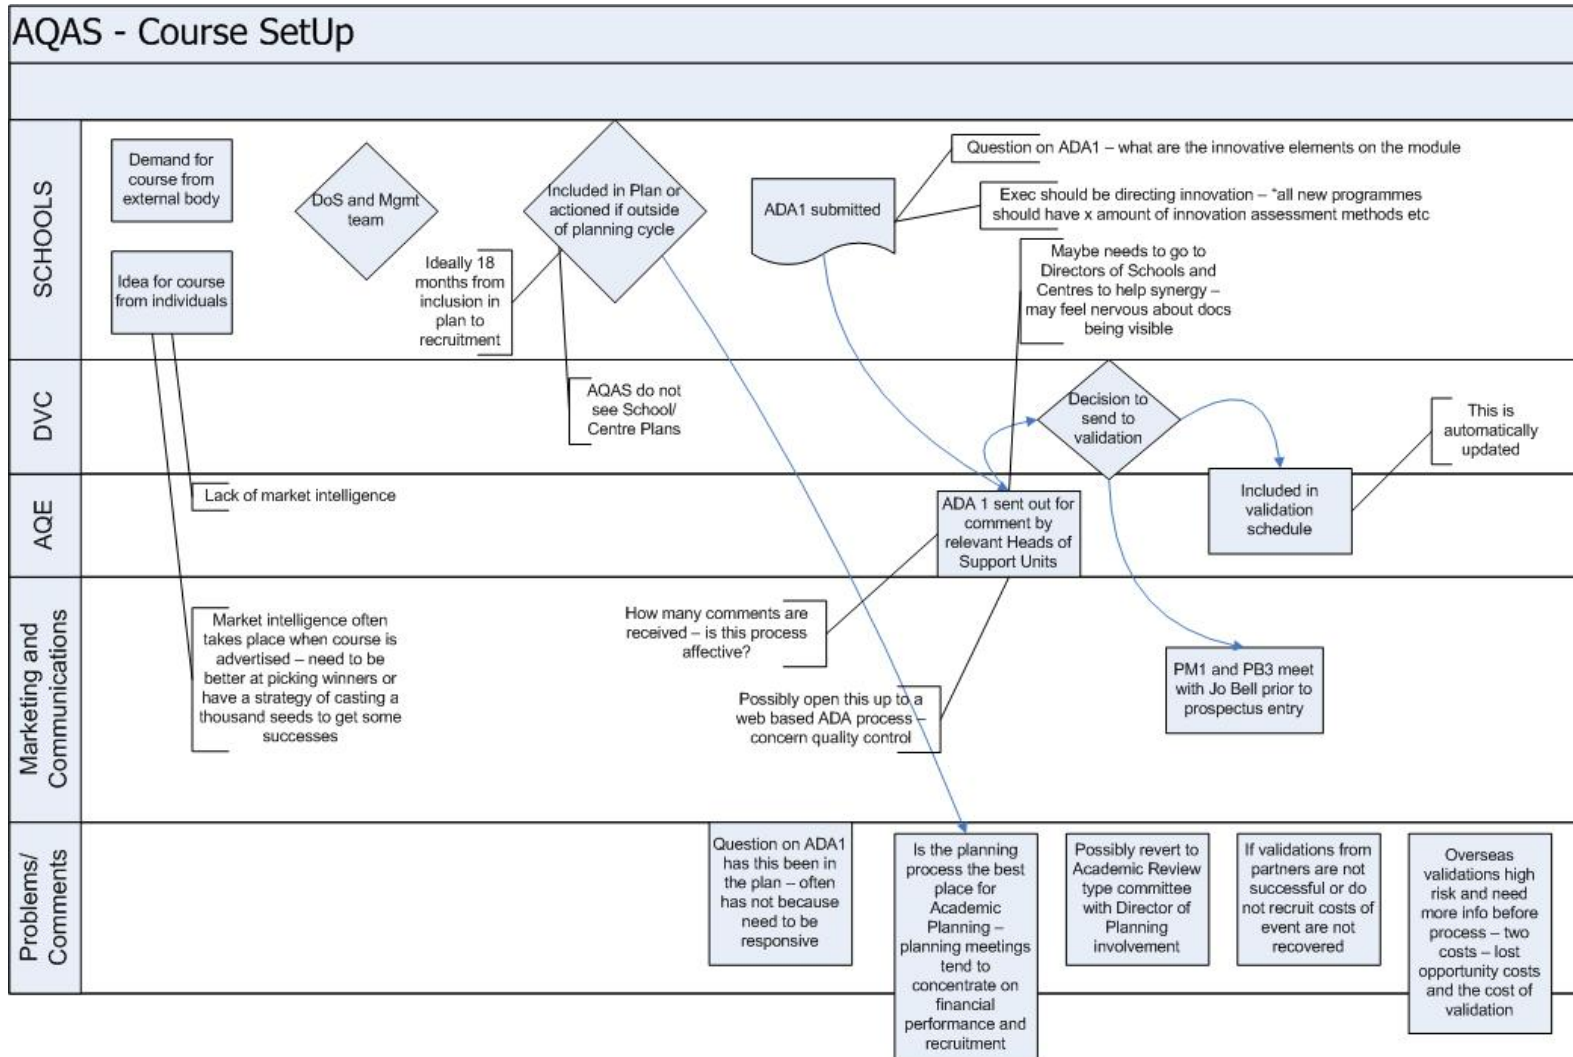 AQAS - Course SetUp
SCHOOLS
Demand for
course from
external body
Idea for course
from individuals
DoS and Mgmt
team
Included in Plan or
actioned if outside
of planning cycle
Ideally 18
months from
inclusion in
plan to
recruitment
ADA1 submitted
Question on ADA1 – what are the innovative elements on the module
Exec should be directing innovation – “all new programmes
should have x amount of innovation assessment methods etc
Maybe needs to go to
Directors of Schools and
Centres to help synergy –
may feel nervous about docs
being visible
DVC
AQAS do not
see School/
Centre Plans
Decision to
send to
validation
This is
automatically
updated
AQE
Lack of market intelligence
ADA 1 sent out for
comment by
relevant Heads of
Support Units
Included in
validation
schedule
Marketing and
Communications
Market intelligence often
takes place when course is
advertised – need to be
better at picking winners or
have a strategy of casting a
thousand seeds to get some
successes
How many comments are
received – is this process
affective?
Possibly open this up to a
web based ADA process –
concern quality control
PM1 and PB3 meet
with Jo Bell prior to
prospectus entry
Problems/
Comments
Question on ADA1
has this been in
the plan – often
has not because
need to be
responsive
Is the planning
process the best
place for
Academic
Planning –
planning meetings
tend to
concentrate on
financial
performance and
recruitment
Possibly revert to
Academic Review
type committee
with Director of
Planning
involvement
If validations from
partners are not
successful or do
not recruit costs of
event are not
recovered
Overseas
validations high
risk and need
more info before
process – two
costs – lost
opportunity costs
and the cost of
validation